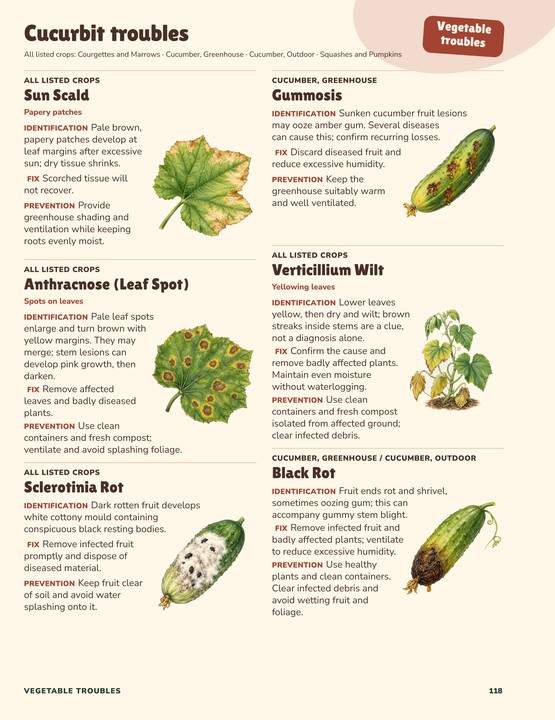 Cucurbit troubles
Vegetable
troubles
All listed crops: Courgettes and Marrows · Cucumber, Greenhouse · Cucumber, Outdoor · Squashes and Pumpkins
ALL LISTED CROPS
Sun Scald
Papery patches
IDENTIFICATION Pale brown,
papery patches develop at
leaf margins after excessive
sun; dry tissue shrinks.
FIX Scorched tissue will
not recover.
PREVENTION Provide
greenhouse shading and
ventilation while keeping
roots evenly moist.
ALL LISTED CROPS
Anthracnose (Leaf Spot)
Spots on leaves
IDENTIFICATION Pale leaf spots
enlarge and turn brown with
yellow margins. They may
merge; stem lesions can
develop pink growth, then
darken.
FIX Remove affected
leaves and badly diseased
plants.
PREVENTION Use clean
containers and fresh compost;
ventilate and avoid splashing foliage.
ALL LISTED CROPS
Sclerotinia Rot
IDENTIFICATION Dark rotten fruit develops
white cottony mould containing
conspicuous black resting bodies.
FIX Remove infected fruit
promptly and dispose of
diseased material.
PREVENTION Keep fruit clear
of soil and avoid water
splashing onto it.
CUCUMBER, GREENHOUSE
Gummosis
IDENTIFICATION Sunken cucumber fruit lesions
may ooze amber gum. Several diseases
can cause this; confirm recurring losses.
FIX Discard diseased fruit and
reduce excessive humidity.
PREVENTION Keep the
greenhouse suitably warm
and well ventilated.
ALL LISTED CROPS
Verticillium Wilt
Yellowing leaves
IDENTIFICATION Lower leaves
yellow, then dry and wilt; brown
streaks inside stems are a clue,
not a diagnosis alone.
FIX Confirm the cause and
remove badly affected plants.
Maintain even moisture
without waterlogging.
PREVENTION Use clean
containers and fresh compost
isolated from affected ground;
clear infected debris.
CUCUMBER, GREENHOUSE / CUCUMBER, OUTDOOR
Black Rot
IDENTIFICATION Fruit ends rot and shrivel,
sometimes oozing gum; this can
accompany gummy stem blight.
FIX Remove infected fruit and
badly affected plants; ventilate
to reduce excessive humidity.
PREVENTION Use healthy
plants and clean containers.
Clear infected debris and
avoid wetting fruit and
foliage.
VEGETABLE TROUBLES
118